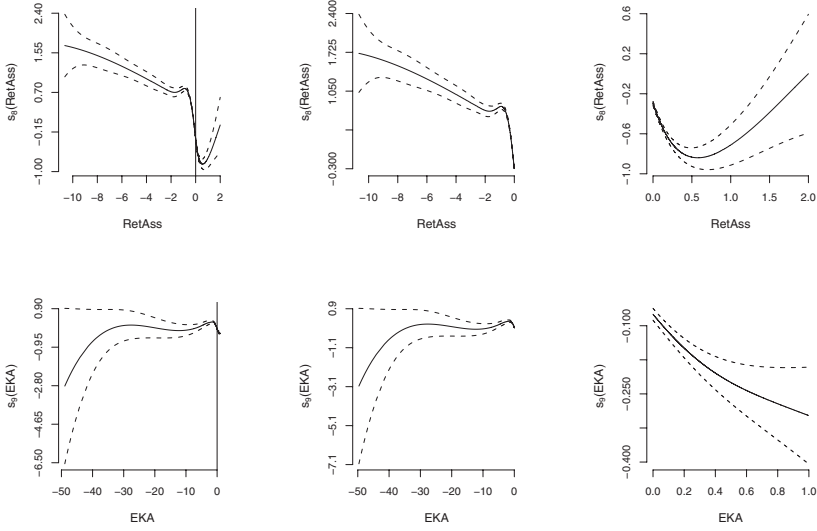 2.40
1.55
0.70
−0.15
−1.00
s8(RetAss)
−10 −8 −6 −4 −2 0 2
RetAss
2.400
1.725
1.050
−0.300
s8(RetAss)
−10 −8 −6 −4 −2 0
RetAss
0.6
0.2
−0.2
−0.6
−1.0
s8(RetAss)
0.0 0.5 1.0 1.5 2.0
RetAss
0.90
−0.95
−2.80
−4.65
−6.50
s9(EKA)
−50 −40 −30 −20 −10 0
EKA
0.9
−1.1
−3.1
−5.1
−7.1
s9(EKA)
−50 −40 −30 −20 −10 0
EKA
−0.100
−0.250
−0.400
s9(EKA)
0.0 0.2 0.4 0.6 0.8 1.0
EKA